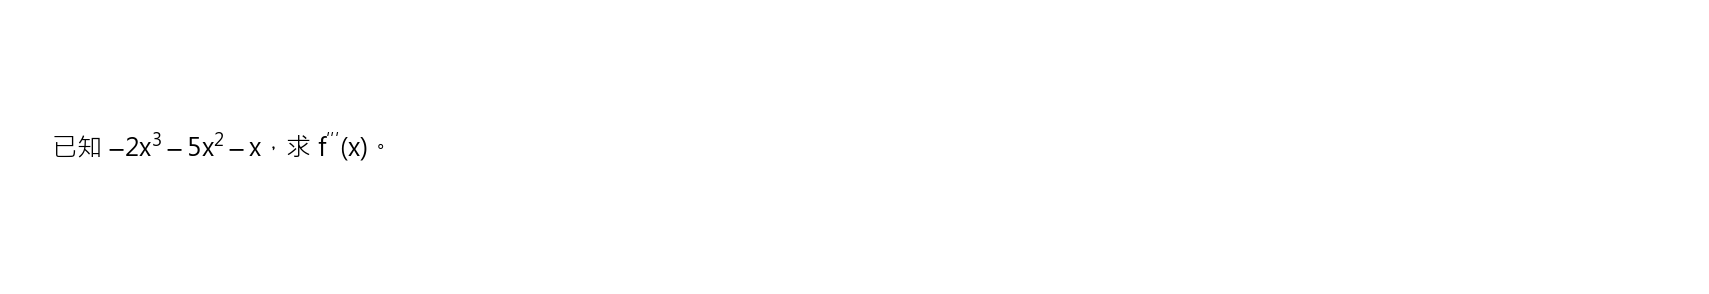 已知 –2x³ – 5x² – x，求 f′′′(x)。